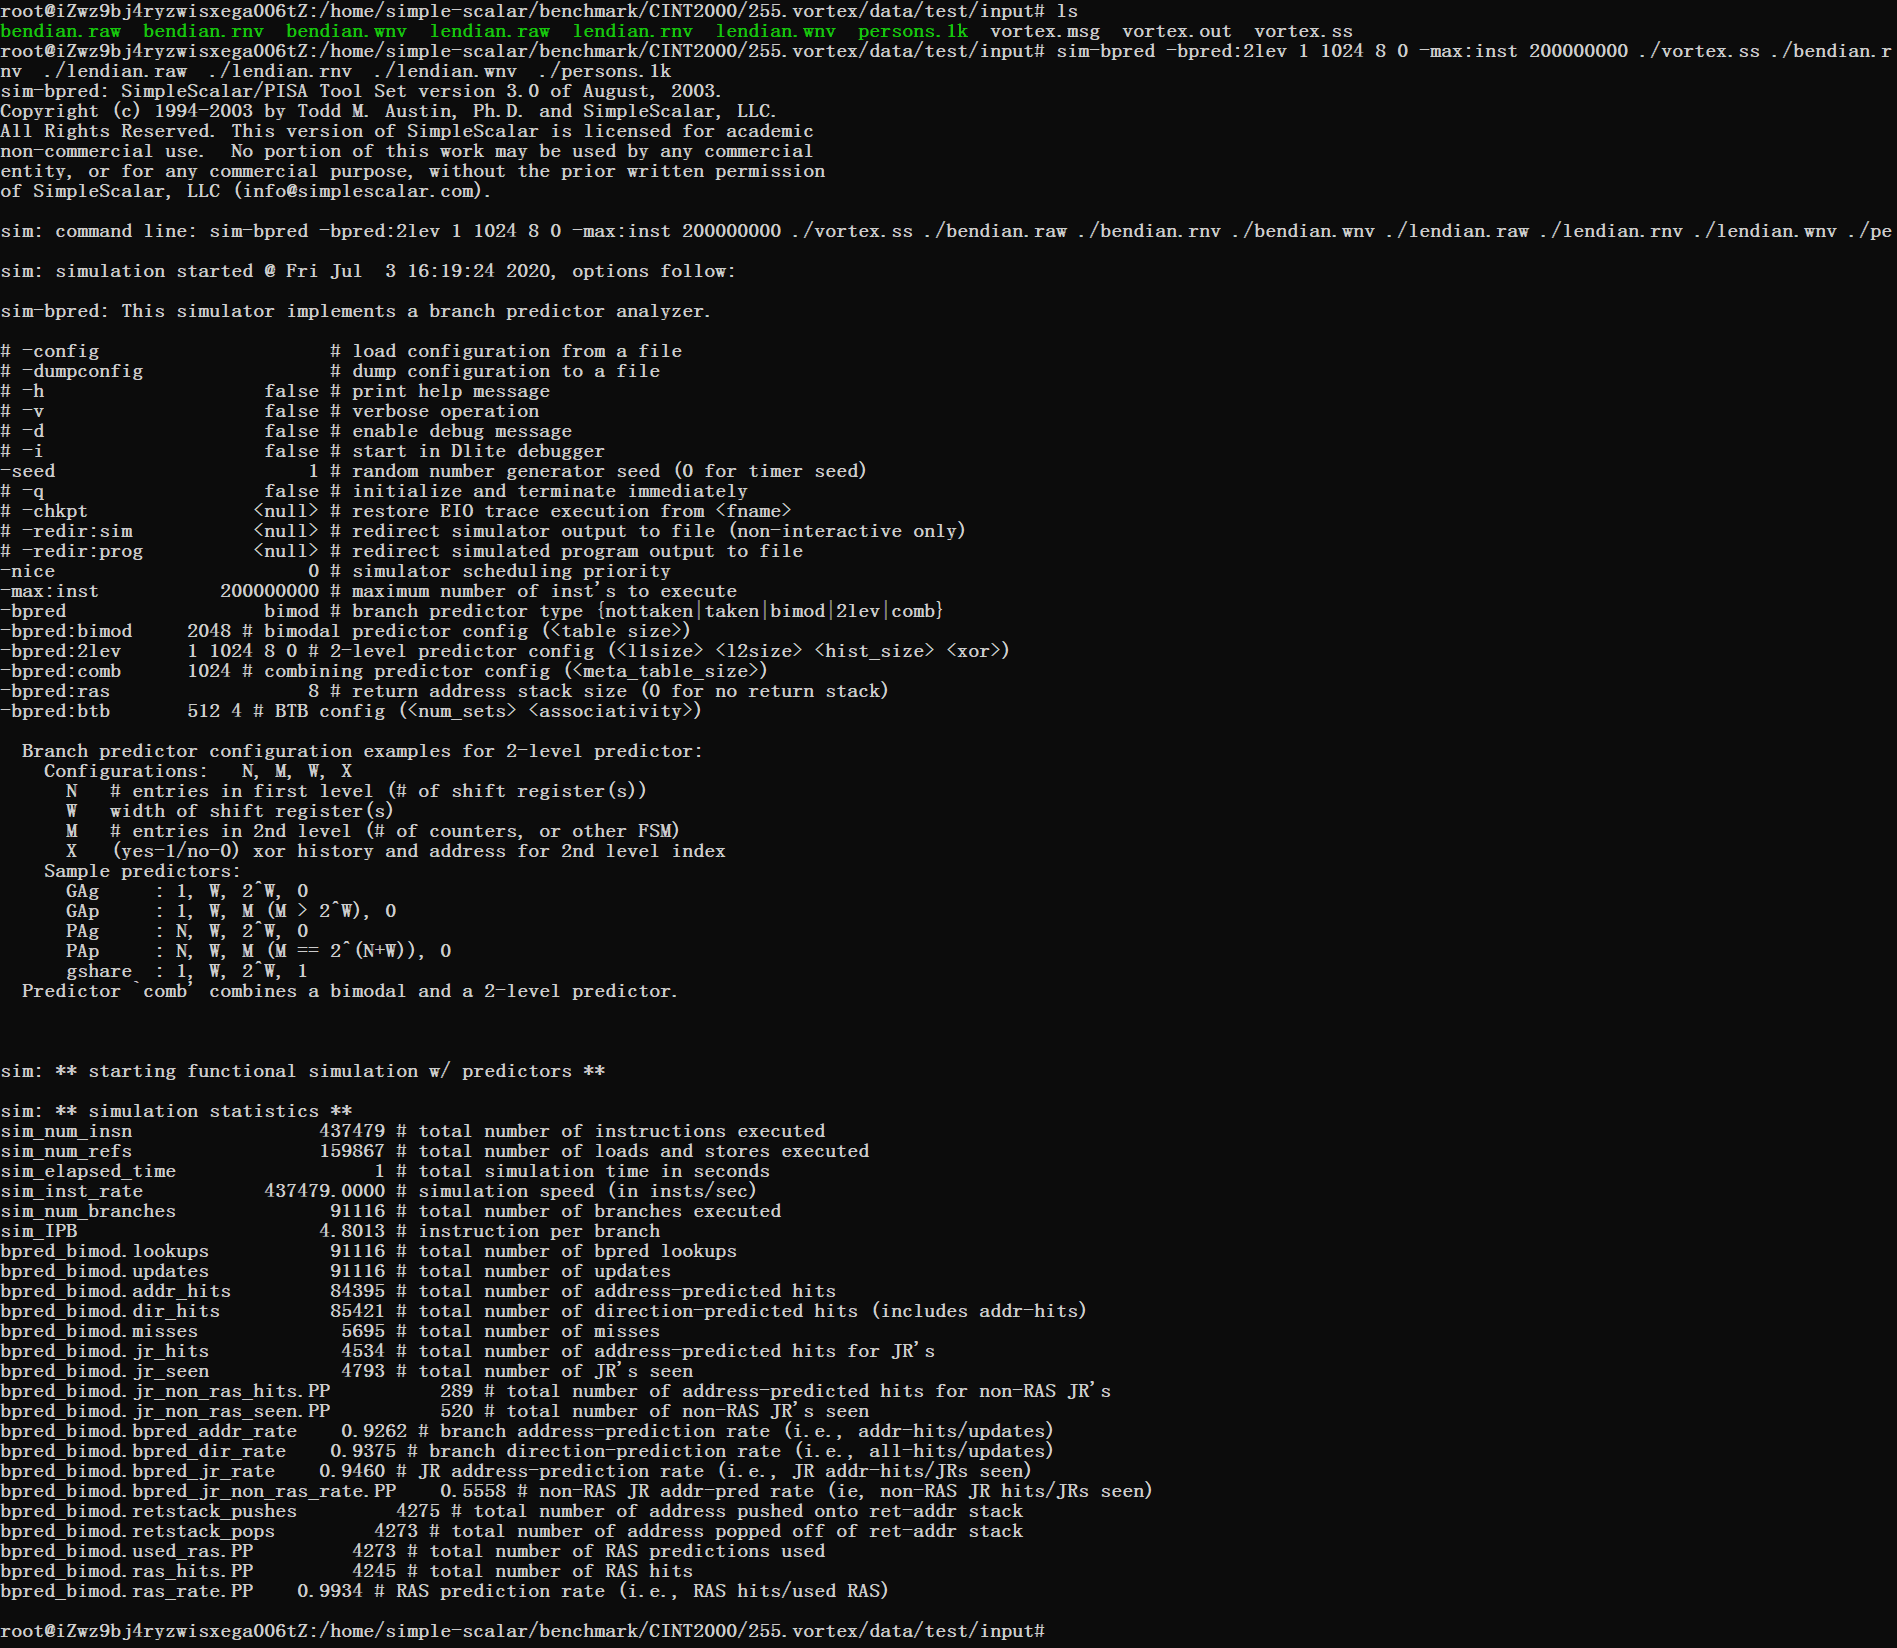 root@iZwz9bj4ryzwisxega006tZ:/home/simple-scalar/benchmark/CINT2000/255.vortex/data/test/input# ls
bendian.raw  bendian.rnv  bendian.wnv  lendian.raw  lendian.rnv  lendian.wnv  persons.1k  vortex.msg  vortex.out  vortex.ss
root@iZwz9bj4ryzwisxega006tZ:/home/simple-scalar/benchmark/CINT2000/255.vortex/data/test/input# sim-bpred -bpred:2lev 1 1024 8 0 -max:inst 200000000 ./vortex.ss ./bendian.r
nv  ./lendian.raw  ./lendian.rnv  ./lendian.wnv  ./persons.1k
sim-bpred: SimpleScalar/PISA Tool Set version 3.0 of August, 2003.
Copyright (c) 1994-2003 by Todd M. Austin, Ph.D. and SimpleScalar, LLC.
All Rights Reserved. This version of SimpleScalar is licensed for academic
non-commercial use.  No portion of this work may be used by any commercial
entity, or for any commercial purpose, without the prior written permission
of SimpleScalar, LLC (info@simplescalar.com).
sim: command line: sim-bpred -bpred:2lev 1 1024 8 0 -max:inst 200000000 ./vortex.ss ./bendian.raw ./bendian.rnv ./bendian.wnv ./lendian.raw ./lendian.rnv ./lendian.wnv ./pe
sim: simulation started @ Fri Jul  3 16:19:24 2020, options follow:
sim-bpred: This simulator implements a branch predictor analyzer.
# -config                     # load configuration from a file
# -dumpconfig                 # dump configuration to a file
# -h                    false # print help message
# -v                    false # verbose operation
# -d                    false # enable debug message
# -i                    false # start in Dlite debugger
-seed                       1 # random number generator seed (0 for timer seed)
# -q                    false # initialize and terminate immediately
# -chkpt               <null> # restore EIO trace execution from <fname>
# -redir:sim           <null> # redirect simulator output to file (non-interactive only)
# -redir:prog          <null> # redirect simulated program output to file
-nice                       0 # simulator scheduling priority
-max:inst           200000000 # maximum number of inst's to execute
-bpred                  bimod # branch predictor type {nottaken|taken|bimod|2lev|comb}
-bpred:bimod     2048 # bimodal predictor config (<table size>)
-bpred:2lev      1 1024 8 0 # 2-level predictor config (<l1size> <l2size> <hist_size> <xor>)
-bpred:comb      1024 # combining predictor config (<meta_table_size>)
-bpred:ras                  8 # return address stack size (0 for no return stack)
-bpred:btb       512 4 # BTB config (<num_sets> <associativity>)
  Branch predictor configuration examples for 2-level predictor:
    Configurations:   N, M, W, X
      N   # entries in first level (# of shift register(s))
      W   width of shift register(s)
      M   # entries in 2nd level (# of counters, or other FSM)
      X   (yes-1/no-0) xor history and address for 2nd level index
    Sample predictors:
      GAg     : 1, W, 2^W, 0
      GAp     : 1, W, M (M > 2^W), 0
      PAg     : N, W, 2^W, 0
      PAp     : N, W, M (M == 2^(N+W)), 0
      gshare  : 1, W, 2^W, 1
  Predictor `comb' combines a bimodal and a 2-level predictor.
sim: ** starting functional simulation w/ predictors **
sim: ** simulation statistics **
sim_num_insn                 437479 # total number of instructions executed
sim_num_refs                 159867 # total number of loads and stores executed
sim_elapsed_time                  1 # total simulation time in seconds
sim_inst_rate           437479.0000 # simulation speed (in insts/sec)
sim_num_branches              91116 # total number of branches executed
sim_IPB                      4.8013 # instruction per branch
bpred_bimod.lookups           91116 # total number of bpred lookups
bpred_bimod.updates           91116 # total number of updates
bpred_bimod.addr_hits         84395 # total number of address-predicted hits
bpred_bimod.dir_hits          85421 # total number of direction-predicted hits (includes addr-hits)
bpred_bimod.misses             5695 # total number of misses
bpred_bimod.jr_hits            4534 # total number of address-predicted hits for JR's
bpred_bimod.jr_seen            4793 # total number of JR's seen
bpred_bimod.jr_non_ras_hits.PP          289 # total number of address-predicted hits for non-RAS JR's
bpred_bimod.jr_non_ras_seen.PP          520 # total number of non-RAS JR's seen
bpred_bimod.bpred_addr_rate    0.9262 # branch address-prediction rate (i.e., addr-hits/updates)
bpred_bimod.bpred_dir_rate    0.9375 # branch direction-prediction rate (i.e., all-hits/updates)
bpred_bimod.bpred_jr_rate    0.9460 # JR address-prediction rate (i.e., JR addr-hits/JRs seen)
bpred_bimod.bpred_jr_non_ras_rate.PP    0.5558 # non-RAS JR addr-pred rate (ie, non-RAS JR hits/JRs seen)
bpred_bimod.retstack_pushes         4275 # total number of address pushed onto ret-addr stack
bpred_bimod.retstack_pops         4273 # total number of address popped off of ret-addr stack
bpred_bimod.used_ras.PP         4273 # total number of RAS predictions used
bpred_bimod.ras_hits.PP         4245 # total number of RAS hits
bpred_bimod.ras_rate.PP    0.9934 # RAS prediction rate (i.e., RAS hits/used RAS)
root@iZwz9bj4ryzwisxega006tZ:/home/simple-scalar/benchmark/CINT2000/255.vortex/data/test/input#